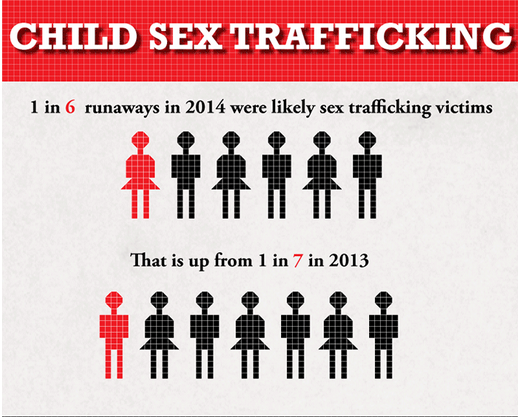 CHILD SEX TRAFFICKING
1 in 6 runaways in 2014 were likely sex trafficking victims
That is up from 1 in 7 in 2013